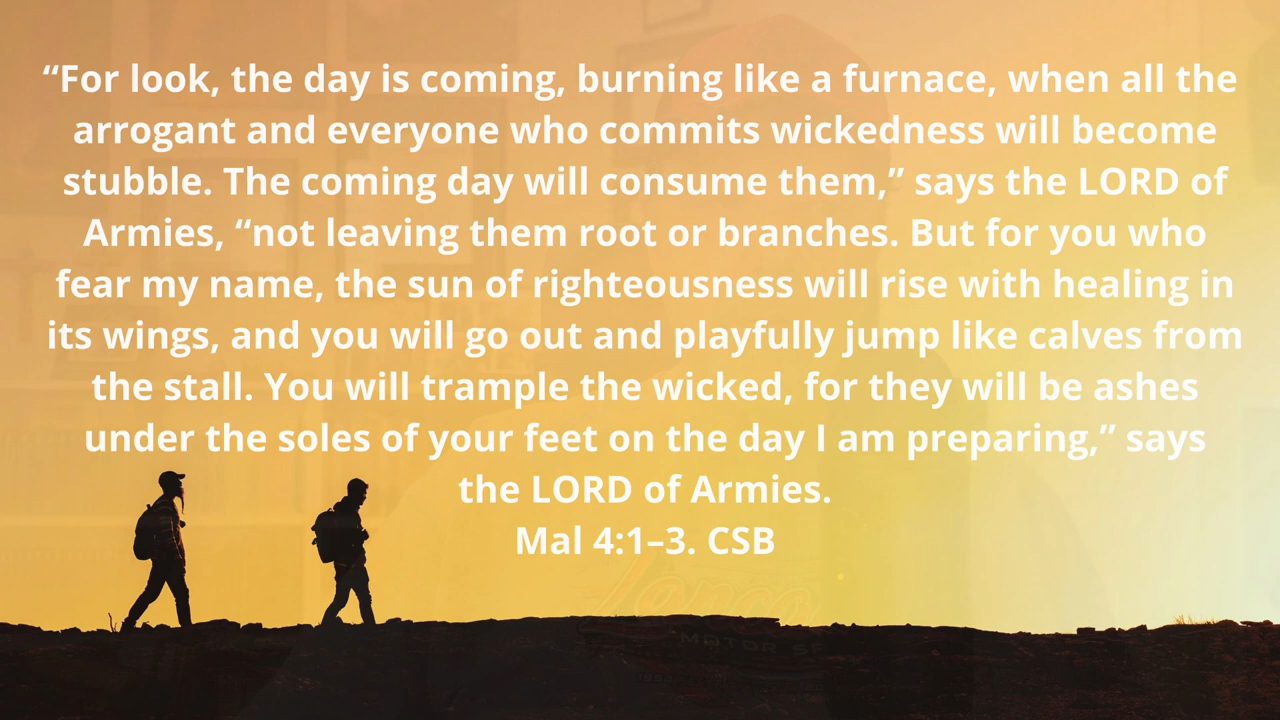 “For look, the day is coming, burning like a furnace, when all the
arrogant and everyone who commits wickedness will become
stubble. The coming day will consume them,” says the LORD of
Armies, “not leaving them root or branches. But for you who
fear my name, the sun of righteousness will rise with healing in
its wings, and you will go out and playfully jump like calves from
the stall. You will trample the wicked, for they will be ashes
under the soles of your feet on the day I am preparing,” says
the LORD of Armies.
Mal 4:1–3. CSB
MOTOR